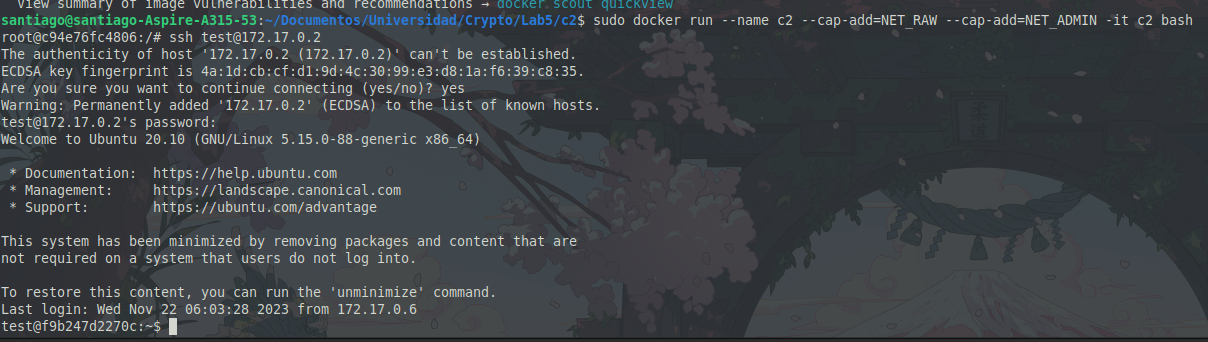 View summary of image vulnerabilities and recommendations → docker scout quickview
santiago@santiago-Aspire-A315-53:~/Documentos/Universidad/Crypto/Lab5/c2$ sudo docker run --name c2 --cap-add=NET_RAW --cap-add=NET_ADMIN -it c2 bash
root@c94e76fc4806:/# ssh test@172.17.0.2
The authenticity of host '172.17.0.2 (172.17.0.2)' can't be established.
ECDSA key fingerprint is 4a:1d:cb:cf:d1:9d:4c:30:99:e3:d8:1a:f6:39:c8:35.
Are you sure you want to continue connecting (yes/no)? yes
Warning: Permanently added '172.17.0.2' (ECDSA) to the list of known hosts.
test@172.17.0.2's password:
Welcome to Ubuntu 20.10 (GNU/Linux 5.15.0-88-generic x86_64)
* Documentation:  https://help.ubuntu.com
* Management:     https://landscape.canonical.com
* Support:        https://ubuntu.com/advantage
This system has been minimized by removing packages and content that are
not required on a system that users do not log into.
To restore this content, you can run the 'unminimize' command.
Last login: Wed Nov 22 06:03:28 2023 from 172.17.0.6
test@f9b247d2270c:~$